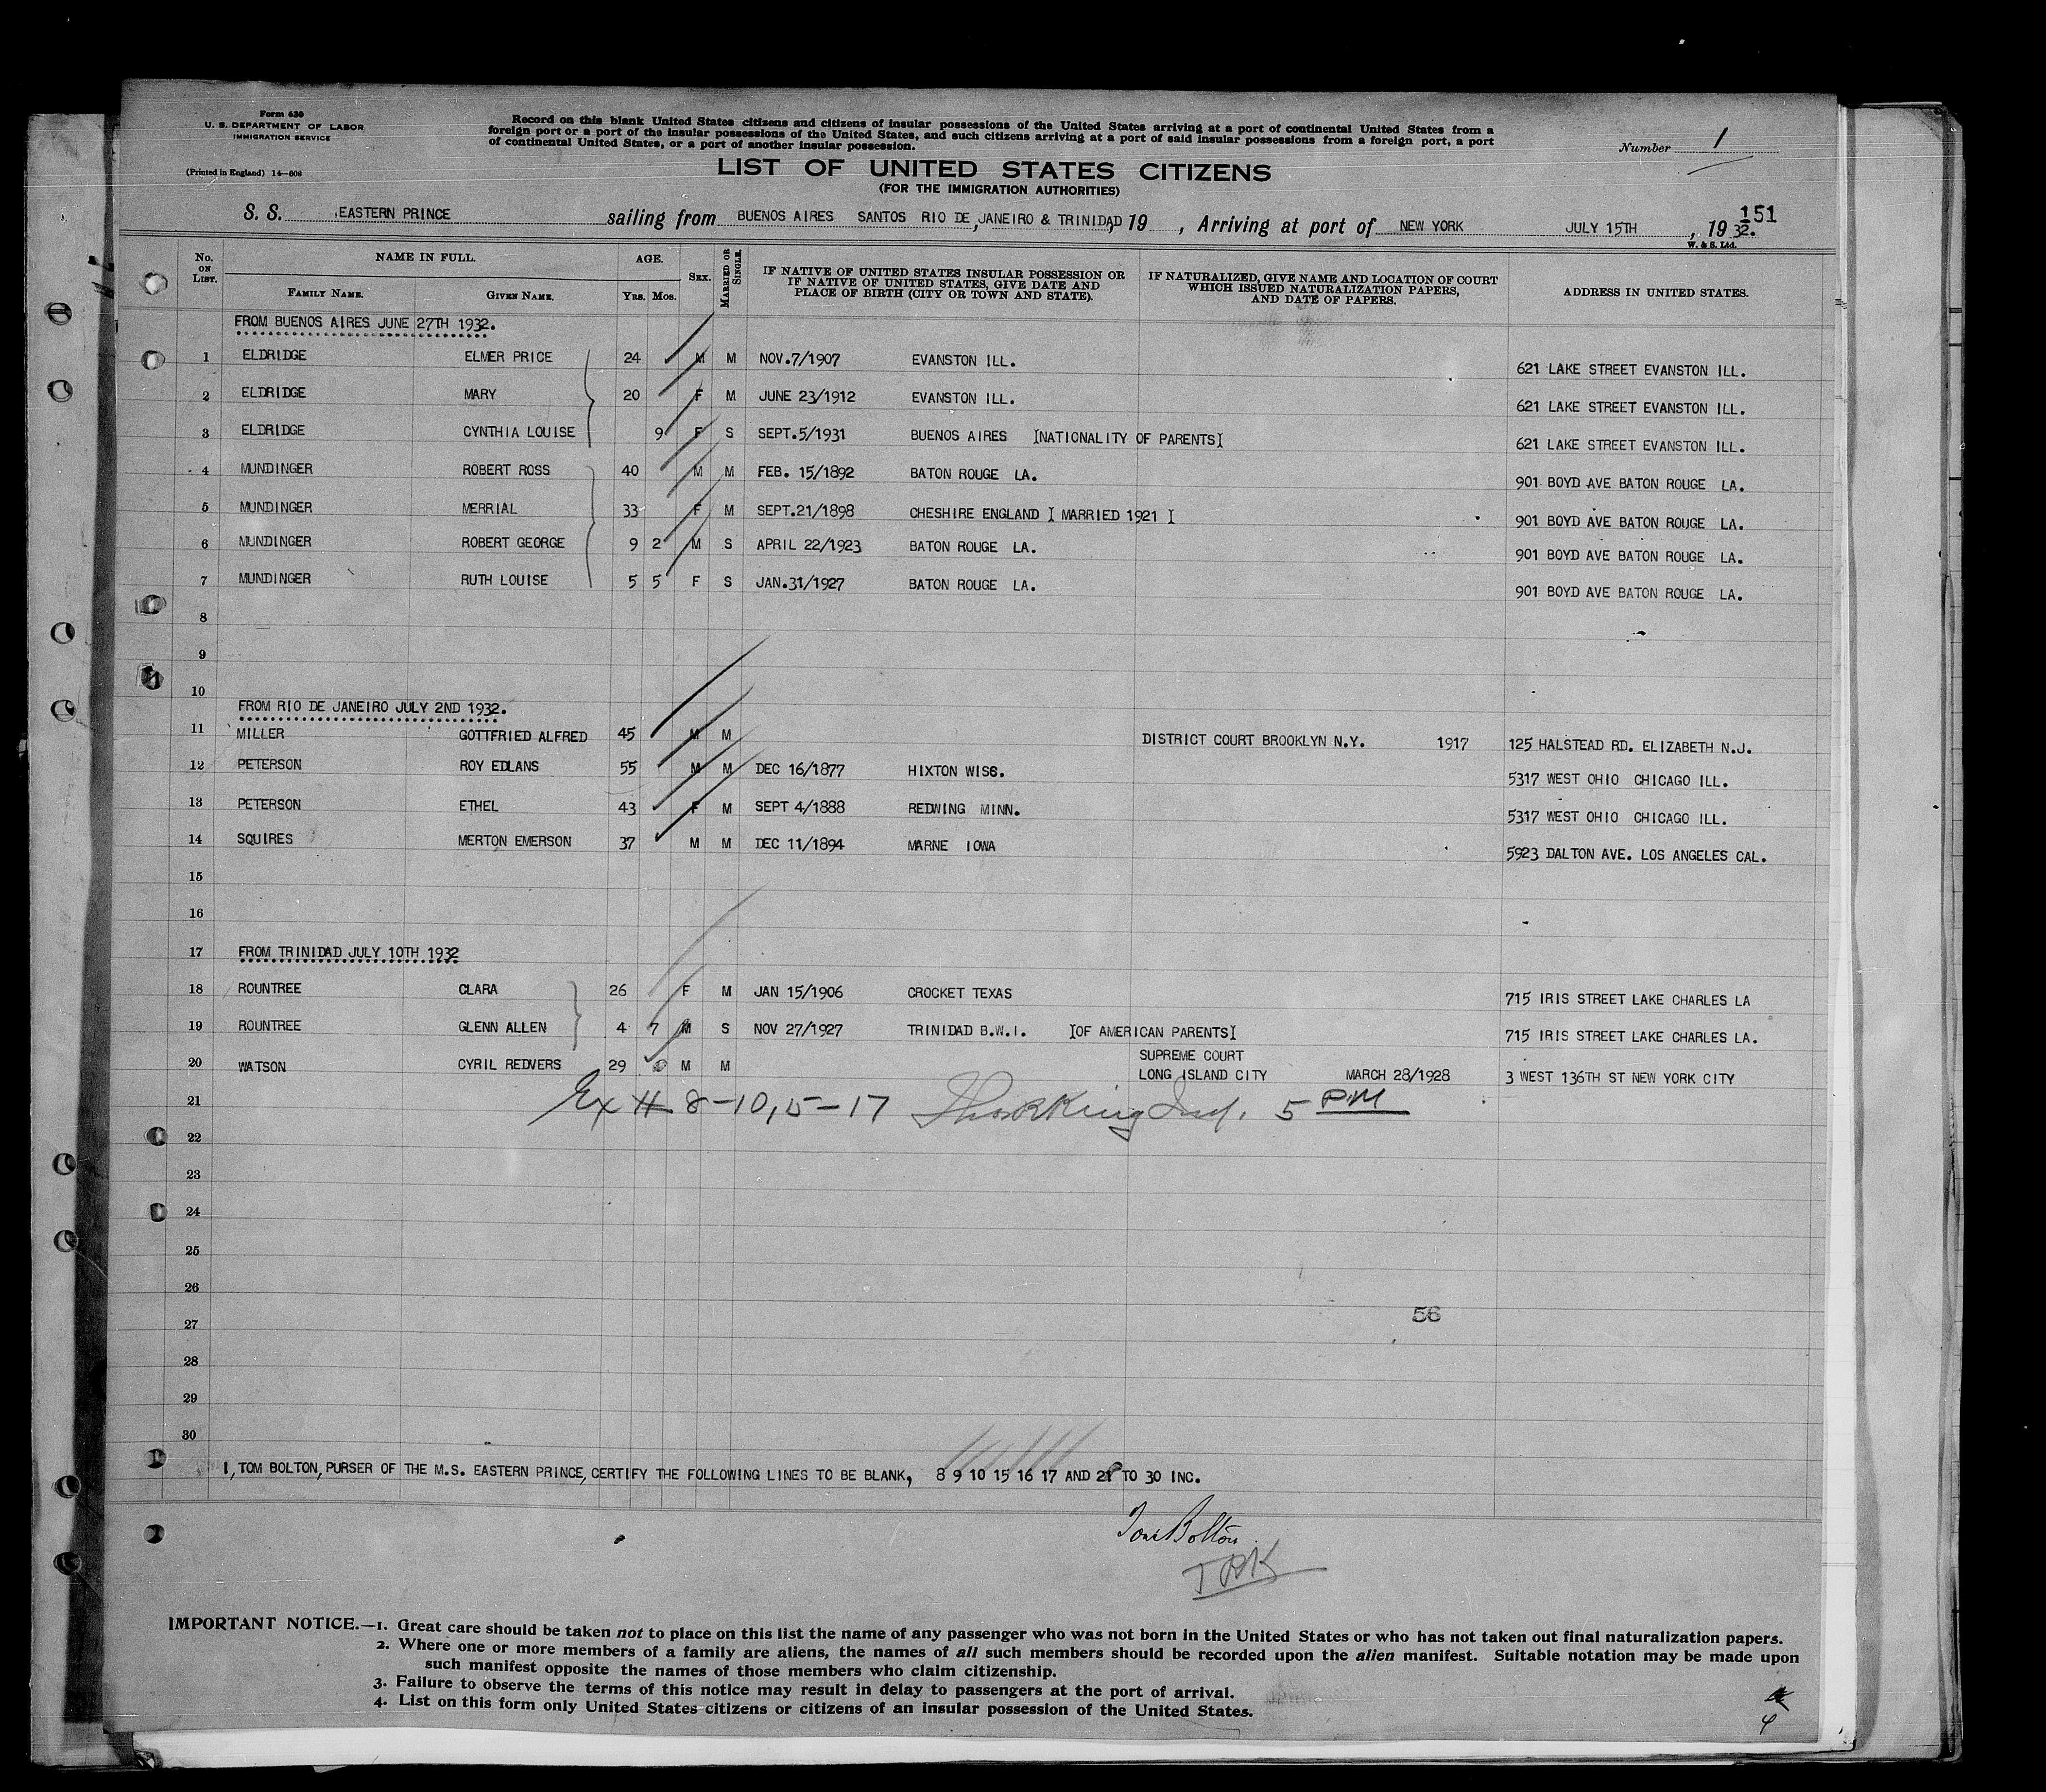 Form 630
U. S. DEPARTMENT OF LABOR
IMMIGRATION SERVICE
(Printed in England) 14—608
Record on this blank United States citizens and citizens of insular possessions of the United States arriving at a port of continental United States from a
foreign port or a port of the insular possessions of the United States, and such citizens arriving at a port of said insular possessions from a foreign port, a port
of continental United States, or a port of another insular possession.
Number 1
LIST OF UNITED STATES CITIZENS
(FOR THE IMMIGRATION AUTHORITIES)
151
S. S. EASTERN PRINCE sailing from BUENOS AIRES SANTOS RIO DE JANEIRO & TRINIDAD, 19 , Arriving at port of NEW YORK JULY 15TH , 19 32.
W. & S. Ltd.
No. ON LIST. NAME IN FULL. AGE. SEX. MARRIED OR SINGLE. IF NATIVE OF UNITED STATES INSULAR POSSESSION OR IF NATIVE OF UNITED STATES, GIVE DATE AND PLACE OF BIRTH (CITY OR TOWN AND STATE). IF NATURALIZED, GIVE NAME AND LOCATION OF COURT WHICH ISSUED NATURALIZATION PAPERS, AND DATE OF PAPERS. ADDRESS IN UNITED STATES.
FAMILY NAME. GIVEN NAME. YRS. MOS.
FROM BUENOS AIRES JUNE 27TH 1932.
1 ELDRIDGE ELMER PRICE 24 M M NOV.7/1907 EVANSTON ILL. 621 LAKE STREET EVANSTON ILL.
2 ELDRIDGE MARY 20 F M JUNE 23/1912 EVANSTON ILL. 621 LAKE STREET EVANSTON ILL.
3 ELDRIDGE CYNTHIA LOUISE 9 F S SEPT.5/1931 BUENOS AIRES [NATIONALITY OF PARENTS] 621 LAKE STREET EVANSTON ILL.
4 MUNDINGER ROBERT ROSS 40 M M FEB. 15/1892 BATON ROUGE LA. 901 BOYD AVE BATON ROUGE LA.
5 MUNDINGER MERRIAL 33 F M SEPT.21/1898 CHESHIRE ENGLAND [ MARRIED 1921 ] 901 BOYD AVE BATON ROUGE LA.
6 MUNDINGER ROBERT GEORGE 9 2 M S APRIL 22/1923 BATON ROUGE LA. 901 BOYD AVE BATON ROUGE LA.
7 MUNDINGER RUTH LOUISE 5 5 F S JAN.31/1927 BATON ROUGE LA. 901 BOYD AVE BATON ROUGE LA.
8
9
10
FROM RIO DE JANEIRO JULY 2ND 1932.
11 MILLER GOTTFRIED ALFRED 45 M M DISTRICT COURT BROOKLYN N.Y. 1917 125 HALSTEAD RD. ELIZABETH N.J.
12 PETERSON ROY EDLANS 55 M M DEC 16/1877 HIXTON WISC. 5317 WEST OHIO CHICAGO ILL.
13 PETERSON ETHEL 43 F M SEPT 4/1888 REDWING MINN. 5317 WEST OHIO CHICAGO ILL.
14 SQUIRES MERTON EMERSON 37 M M DEC 11/1894 MARNE IOWA 5923 DALTON AVE. LOS ANGELES CAL.
15
16
17 FROM TRINIDAD JULY 10TH 1932
18 ROUNTREE CLARA 26 F M JAN 15/1906 CROCKET TEXAS 715 IRIS STREET LAKE CHARLES LA
19 ROUNTREE GLENN ALLEN 4 7 M S NOV 27/1927 TRINIDAD B.W.I. [OF AMERICAN PARENTS] 715 IRIS STREET LAKE CHARLES LA.
20 WATSON CYRIL REDVERS 29 M M SUPREME COURT LONG ISLAND CITY MARCH 28/1928 3 WEST 136TH ST NEW YORK CITY
21 Ex # 8-10, 15-17 Thos R King Insp. 5 PM
22
23
24
25
26
56
27
28
29
30
I, TOM BOLTON, PURSER OF THE M.S. EASTERN PRINCE, CERTIFY THE FOLLOWING LINES TO BE BLANK, 8 9 10 15 16 17 AND 21 TO 30 INC.
Tom Bolton
TRK
IMPORTANT NOTICE.—1. Great care should be taken not to place on this list the name of any passenger who was not born in the United States or who has not taken out final naturalization papers.
2. Where one or more members of a family are aliens, the names of all such members should be recorded upon the alien manifest. Suitable notation may be made upon
such manifest opposite the names of those members who claim citizenship.
3. Failure to observe the terms of this notice may result in delay to passengers at the port of arrival.
4. List on this form only United States citizens or citizens of an insular possession of the United States.
4